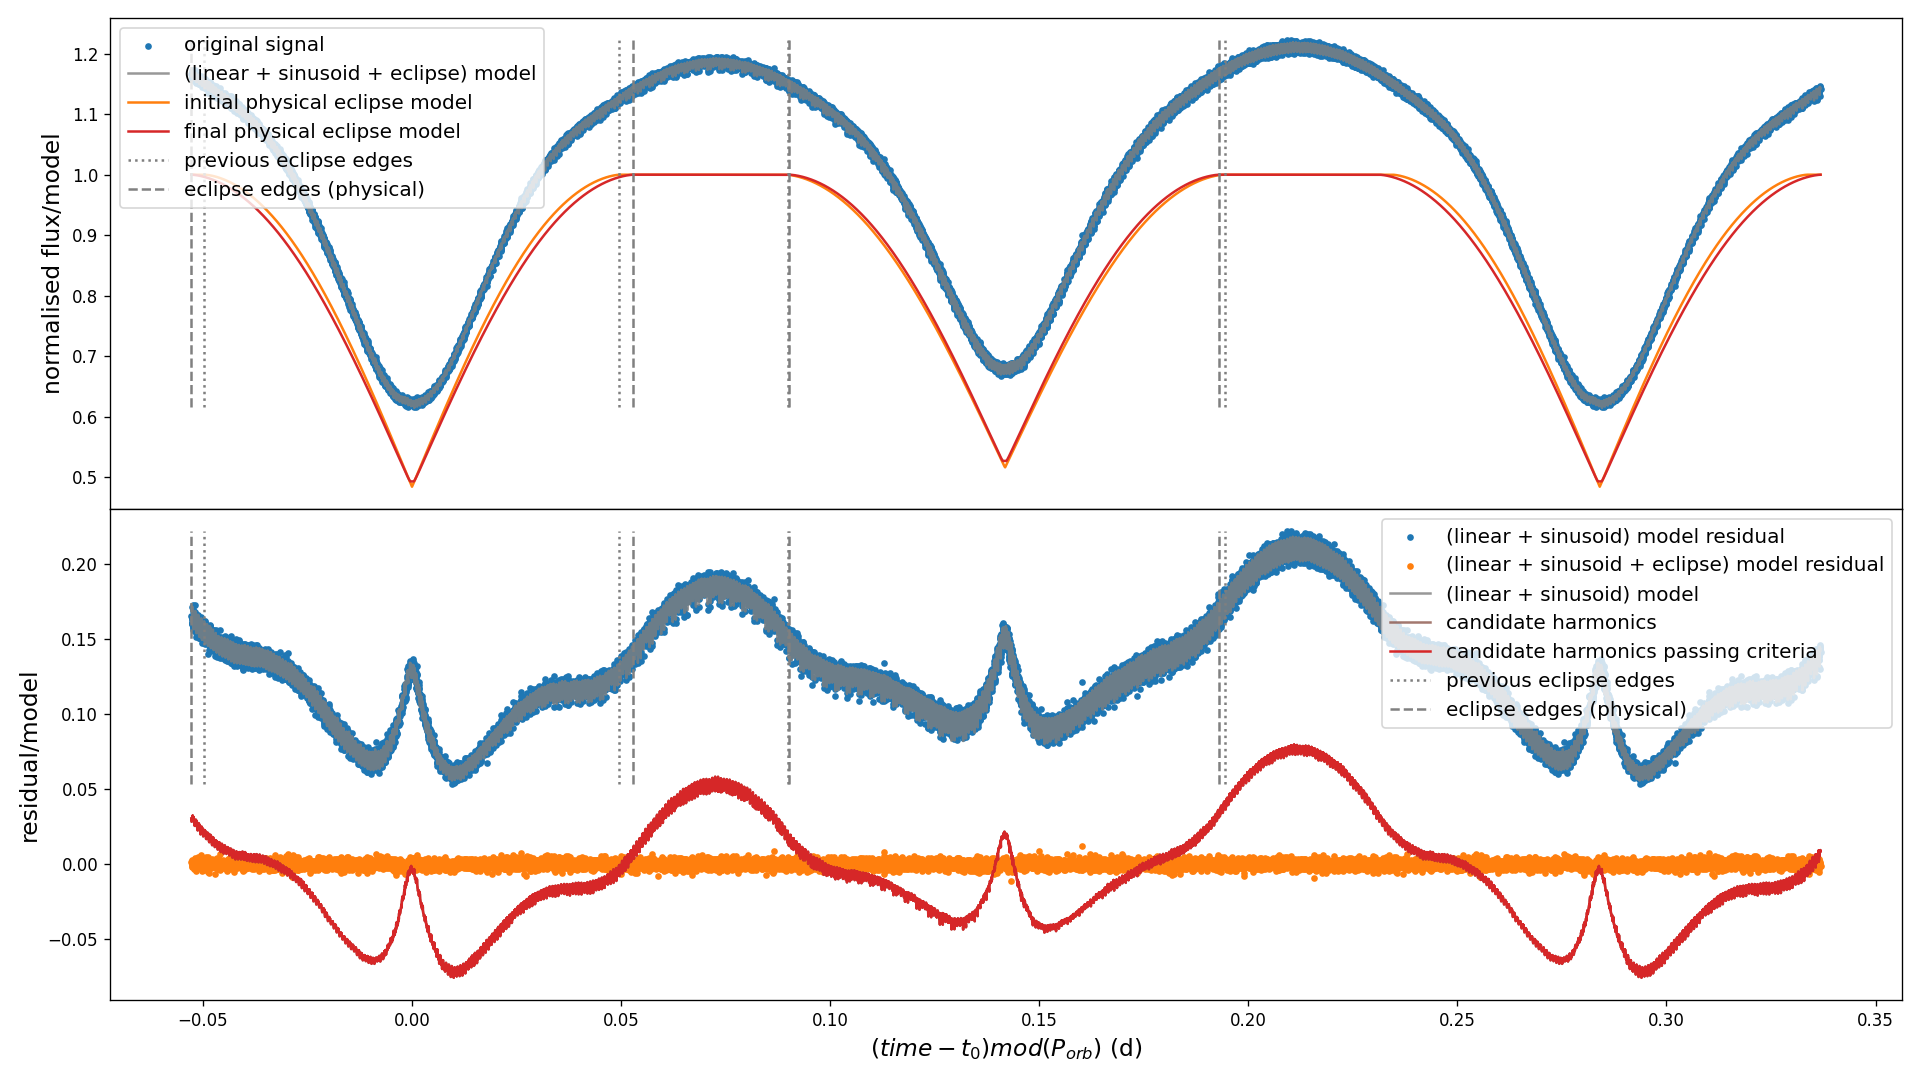 original signal
(linear + sinusoid + eclipse) model
initial physical eclipse model
final physical eclipse model
previous eclipse edges
eclipse edges (physical)
normalised flux/model
1.2
1.1
1.0
0.9
0.8
0.7
0.6
0.5
(linear + sinusoid) model residual
(linear + sinusoid + eclipse) model residual
(linear + sinusoid) model
candidate harmonics
candidate harmonics passing criteria
previous eclipse edges
eclipse edges (physical)
residual/model
0.20
0.15
0.10
0.05
0.00
−0.05
−0.05 0.00 0.05 0.10 0.15 0.20 0.25 0.30 0.35
(time − t₀)mod(P_orb) (d)